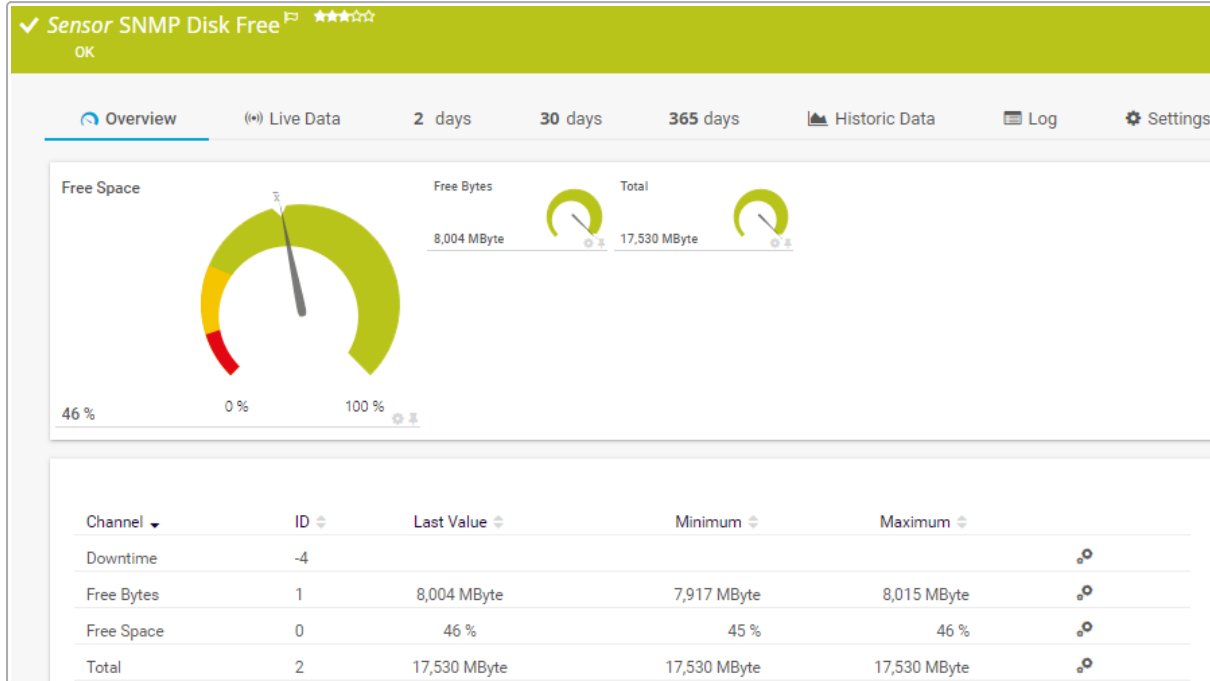 Sensor SNMP Disk Free
OK
Overview Live Data 2 days 30 days 365 days Historic Data Log Settings
Free Space
x̄
46 %
0 %
100 %
Free Bytes
8,004 MByte
Total
17,530 MByte
Channel ID Last Value Minimum Maximum
Downtime -4
Free Bytes 1 8,004 MByte 7,917 MByte 8,015 MByte
Free Space 0 46 % 45 % 46 %
Total 2 17,530 MByte 17,530 MByte 17,530 MByte